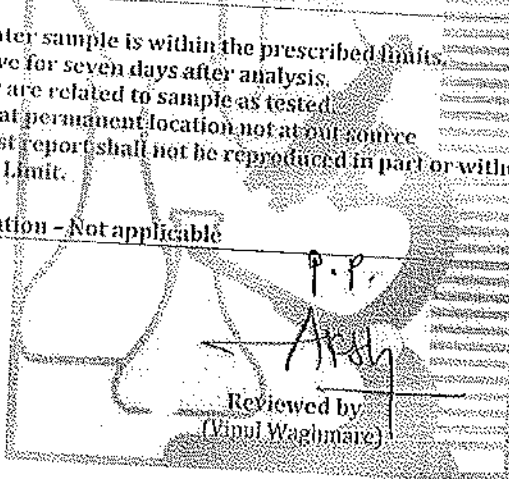 ter sample is within the prescribed limits.
ve for seven days after analysis.
are related to sample as tested
at permanent location not at out source
st report shall not be reproduced in part or with
Limit.
ation – Not applicable
p.p.
Reviewed by
(Vipul Waghmare)